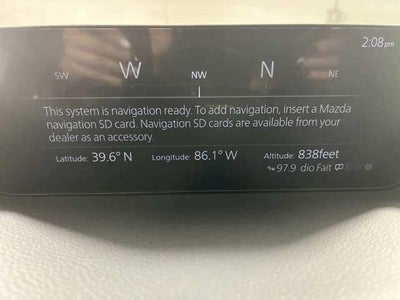 2:08pm
SW W NW N NE
This system is navigation ready. To add navigation, insert a Mazda
navigation SD card. Navigation SD cards are available from your
dealer as an accessory.
Latitude: 39.6° N Longitude: 86.1° W Altitude: 838feet
97.9 dio Fait